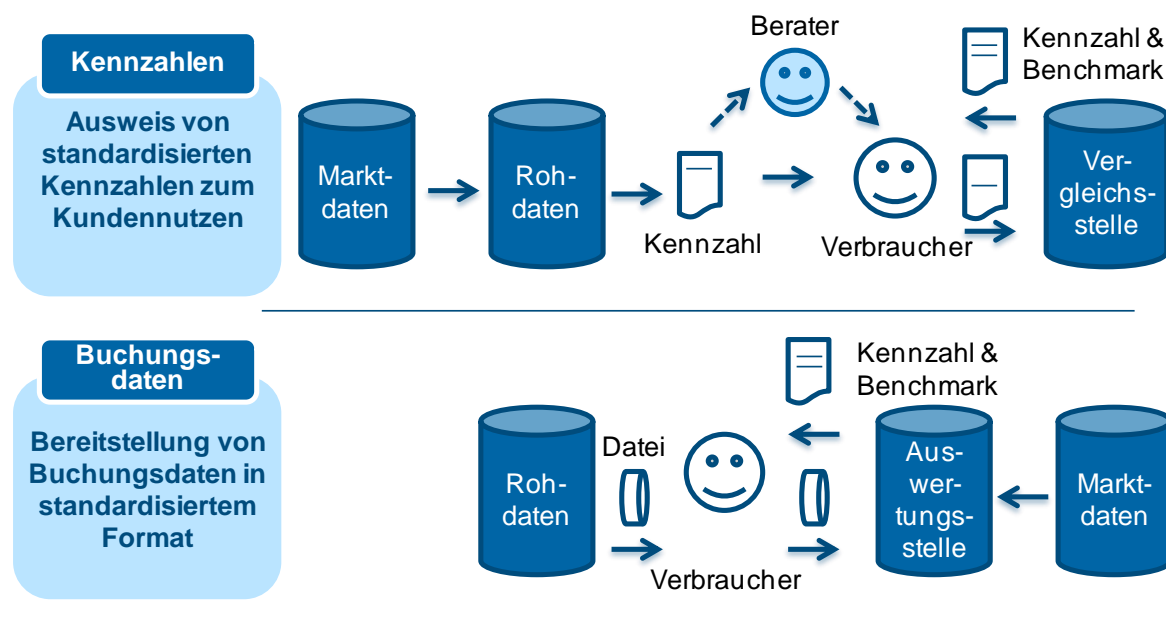 Kennzahlen
Ausweis von
standardisierten
Kennzahlen zum
Kundennutzen
Markt-
daten
Roh-
daten
Kennzahl
Berater
Verbraucher
Kennzahl &
Benchmark
Ver-
gleichs-
stelle
Buchungs-
daten
Bereitstellung von
Buchungsdaten in
standardisiertem
Format
Roh-
daten
Datei
Verbraucher
Kennzahl &
Benchmark
Aus-
wer-
tungs-
stelle
Markt-
daten